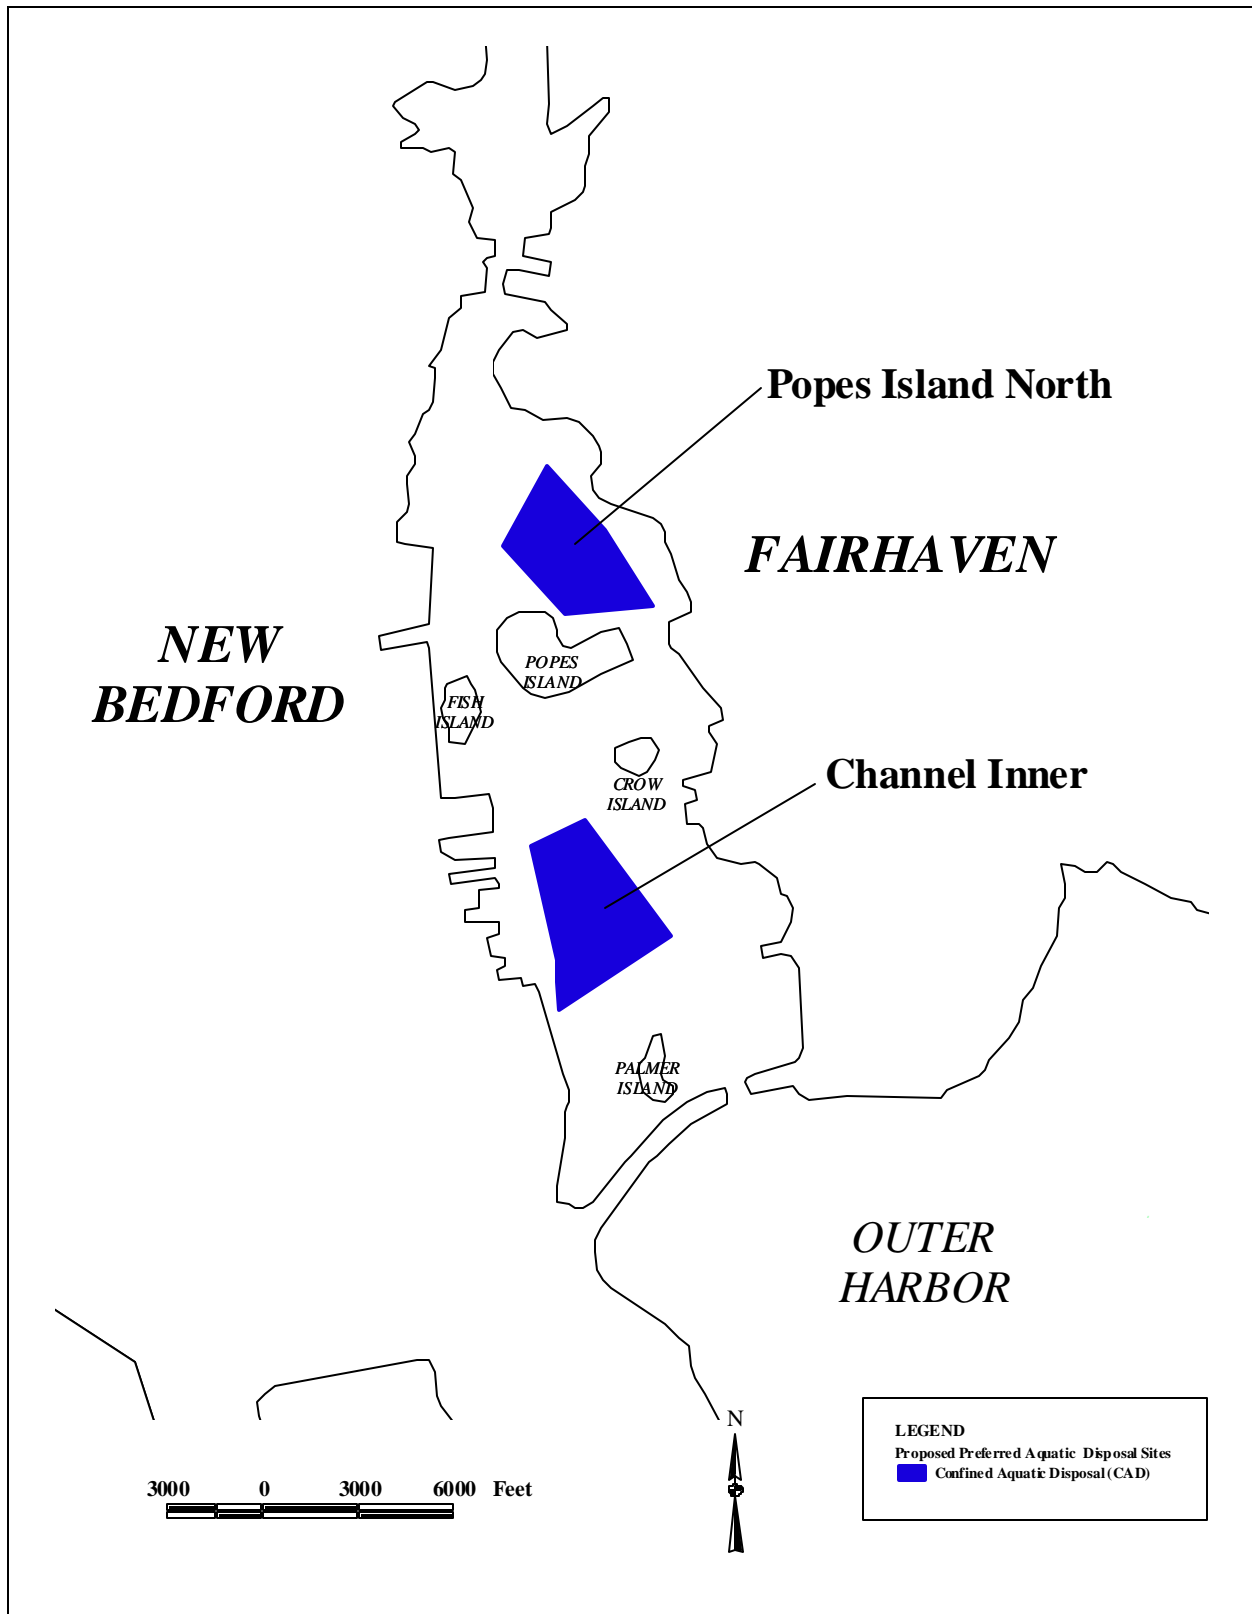 Popes Island North
FAIRHAVEN
NEW
BEDFORD
POPES
ISLAND
FISH
ISLAND
Channel Inner
CROW
ISLAND
PALMER
ISLAND
OUTER
HARBOR
N
LEGEND
Proposed Preferred Aquatic Disposal Sites
Confined Aquatic Disposal (CAD)
3000 0 3000 6000 Feet